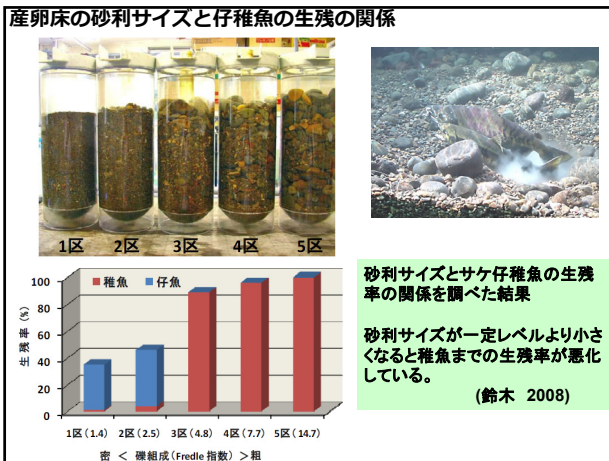 産卵床の砂利サイズと仔稚魚の生残の関係
1区 2区 3区 4区 5区
稚魚 仔魚
生残率(%)
100
80
60
40
20
0
1区(1.4) 2区(2.5) 3区(4.8) 4区(7.7) 5区(14.7)
密 < 礫組成(Fredle 指数) >粗
砂利サイズとサケ仔稚魚の生残
率の関係を調べた結果
砂利サイズが一定レベルより小さ
くなると稚魚までの生残率が悪化
している。
(鈴木 2008)